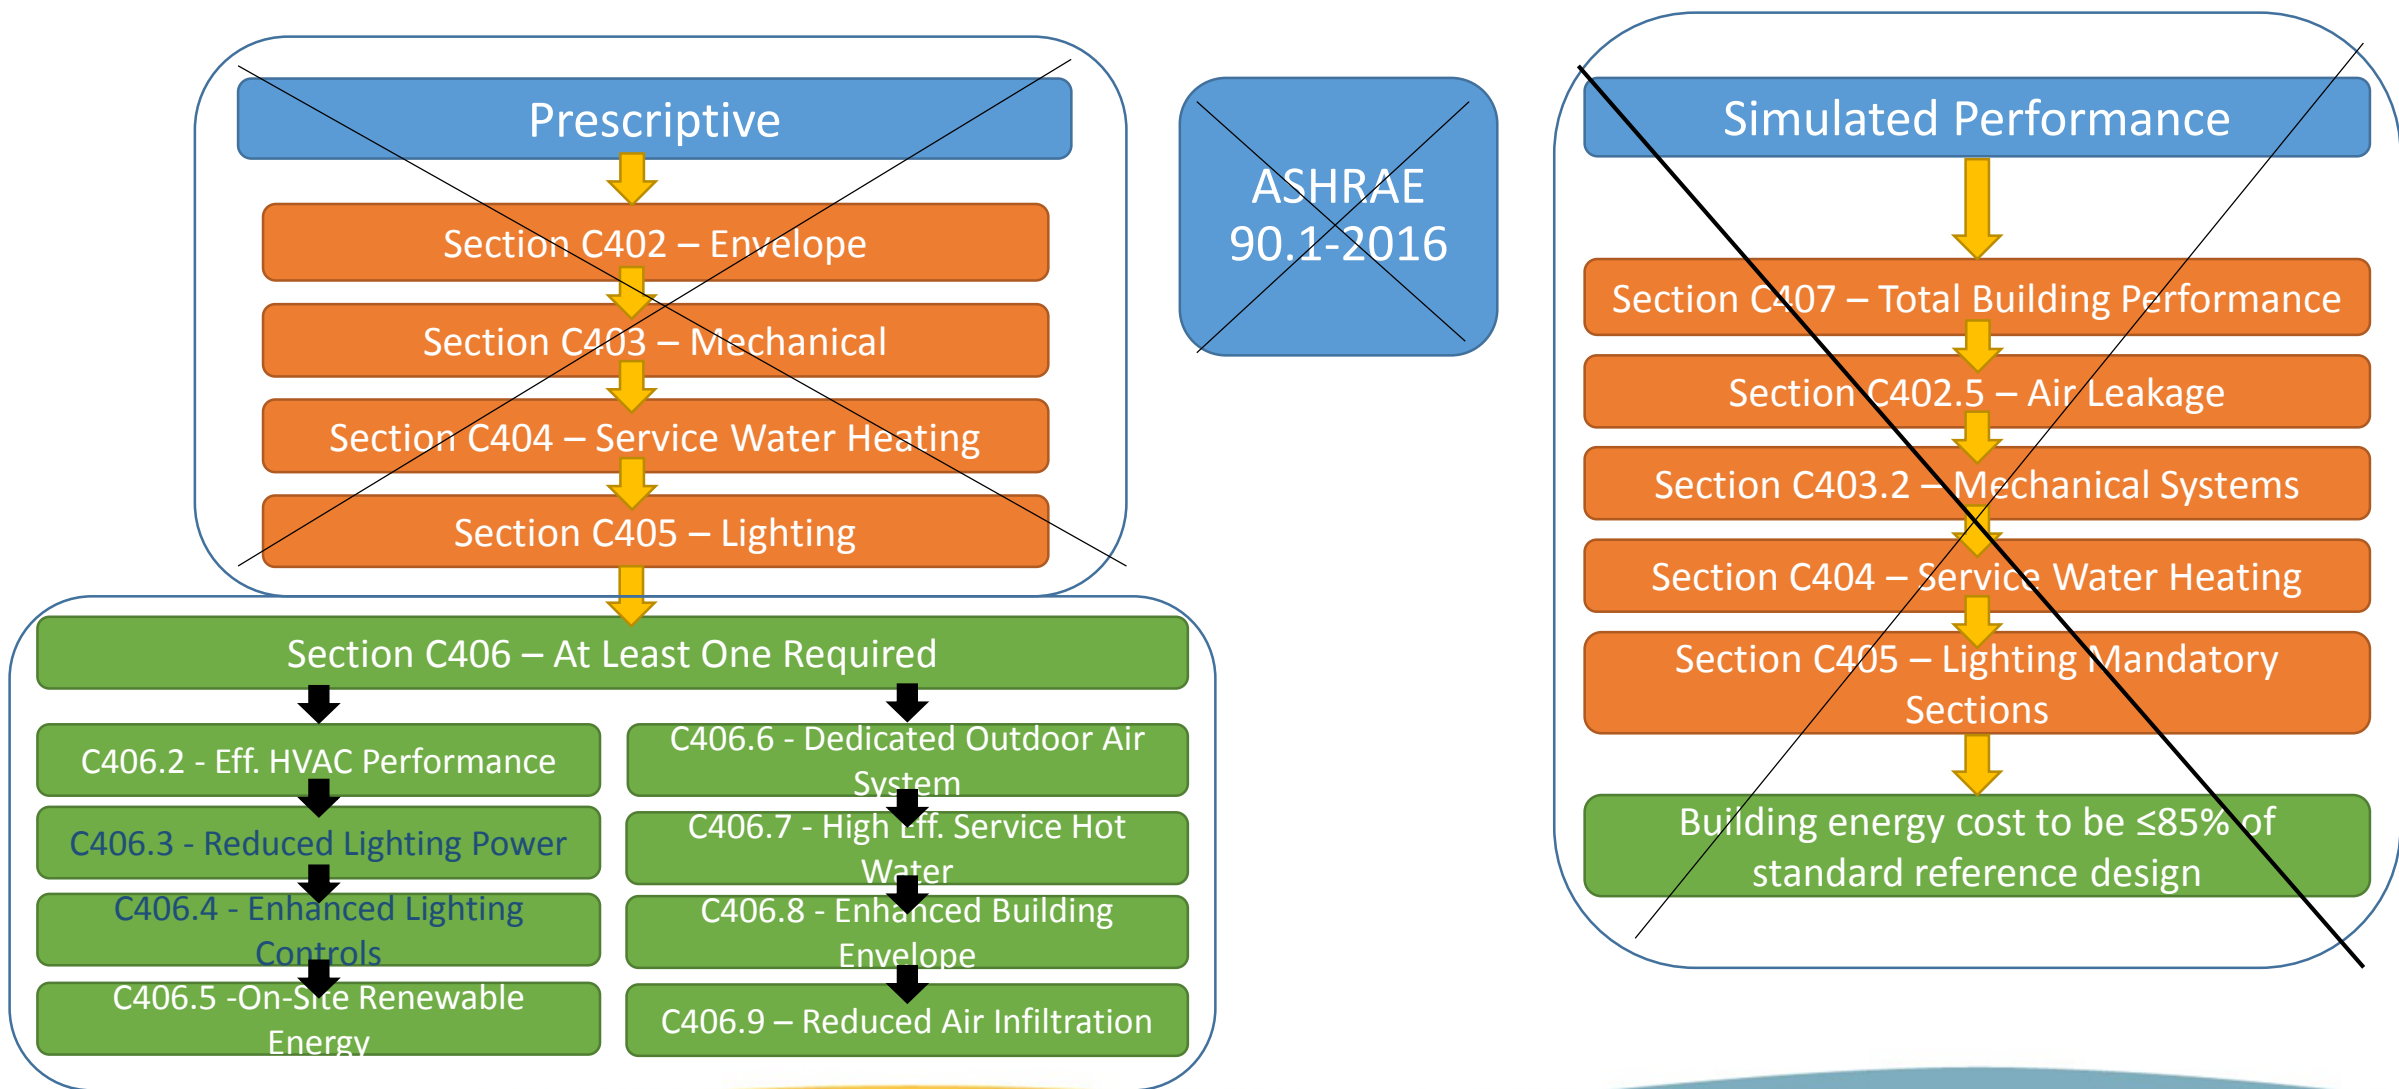 Prescriptive
Section C402 – Envelope
Section C403 – Mechanical
Section C404 – Service Water Heating
Section C405 – Lighting
Section C406 – At Least One Required
C406.2 - Eff. HVAC Performance
C406.3 - Reduced Lighting Power
C406.4 - Enhanced Lighting
Controls
C406.5 -On-Site Renewable
Energy
C406.6 - Dedicated Outdoor Air
System
C406.7 - High Eff. Service Hot
Water
C406.8 - Enhanced Building
Envelope
C406.9 – Reduced Air Infiltration
ASHRAE
90.1-2016
Simulated Performance
Section C407 – Total Building Performance
Section C402.5 – Air Leakage
Section C403.2 – Mechanical Systems
Section C404 – Service Water Heating
Section C405 – Lighting Mandatory
Sections
Building energy cost to be ≤85% of
standard reference design